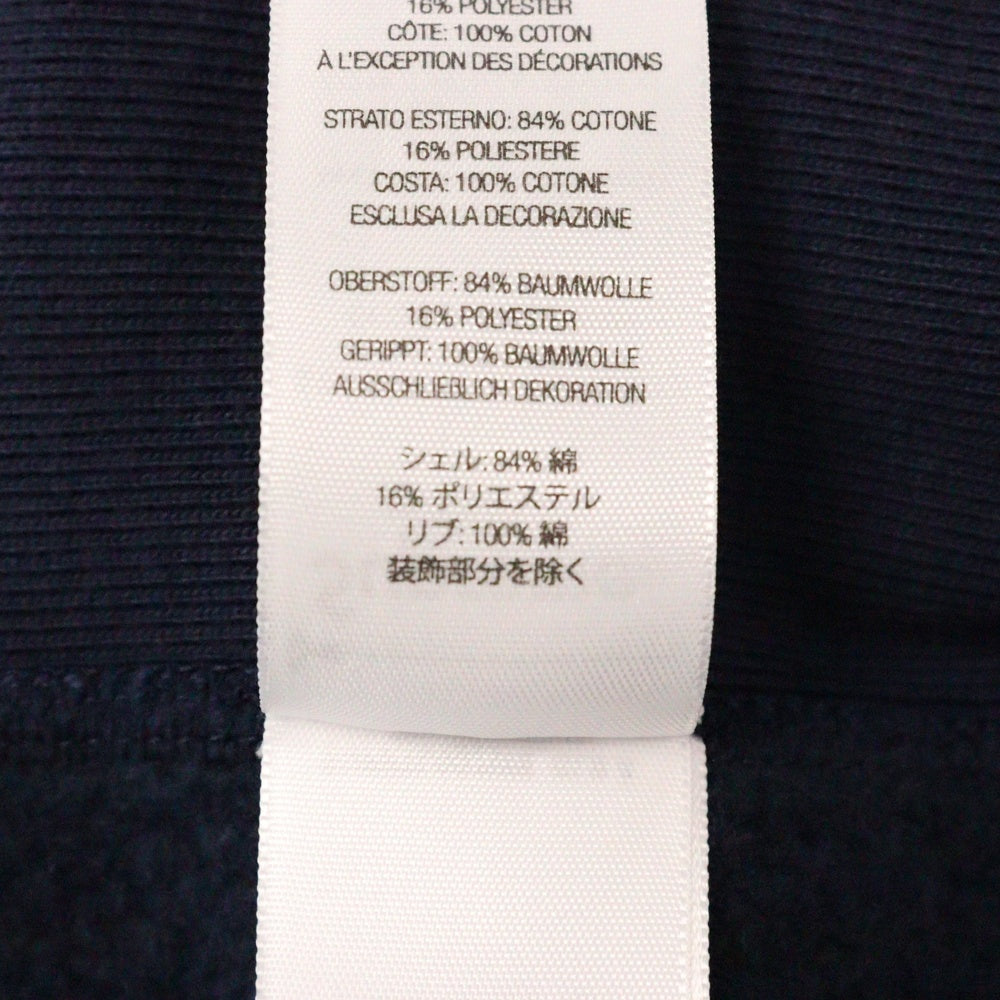 16% POLYESTER
CÔTE: 100% COTON
À L'EXCEPTION DES DÉCORATIONS
STRATO ESTERNO: 84% COTONE
16% POLIESTERE
COSTA: 100% COTONE
ESCLUSA LA DECORAZIONE
OBERSTOFF: 84% BAUMWOLLE
16% POLYESTER
GERIPPT: 100% BAUMWOLLE
AUSSCHLIEßLICH DEKORATION
シェル: 84% 綿
16% ポリエステル
リブ: 100% 綿
装飾部分を除く